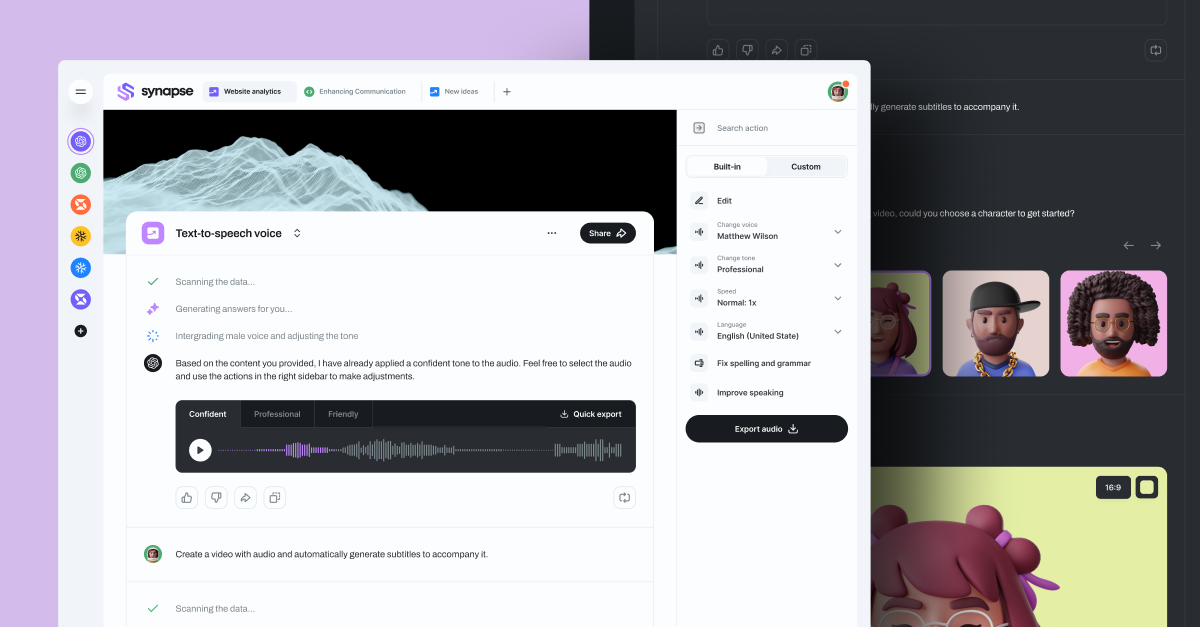 synapse
Website analytics
Enhancing Communication
New ideas
Search action
Built-in
Custom
Edit
Change voice
Matthew Wilson
Change tone
Professional
Speed
Normal: 1x
Language
English (United State)
Fix spelling and grammar
Improve speaking
Export audio
Text-to-speech voice
Share
Scanning the data...
Generating answers for you...
Intergrading male voice and adjusting the tone
Based on the content you provided, I have already applied a confident tone to the audio. Feel free to select the audio
and use the actions in the right sidebar to make adjustments.
Confident
Professional
Friendly
Quick export
Create a video with audio and automatically generate subtitles to accompany it.
Scanning the data...
generate subtitles to accompany it.
video, could you choose a character to get started?
16:9